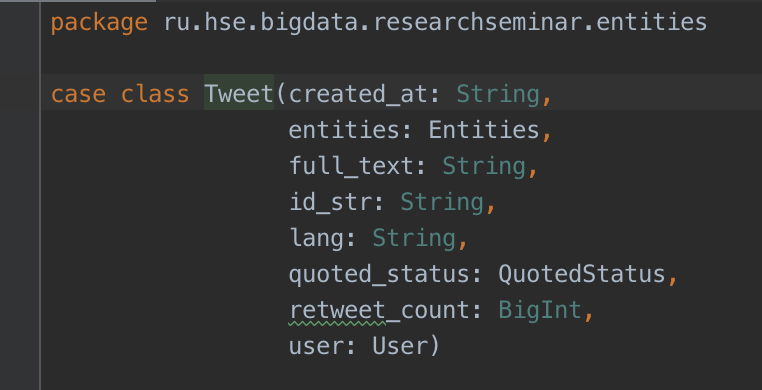 package ru.hse.bigdata.researchseminar.entities
case class Tweet(created_at: String,
entities: Entities,
full_text: String,
id_str: String,
lang: String,
quoted_status: QuotedStatus,
retweet_count: BigInt,
user: User)